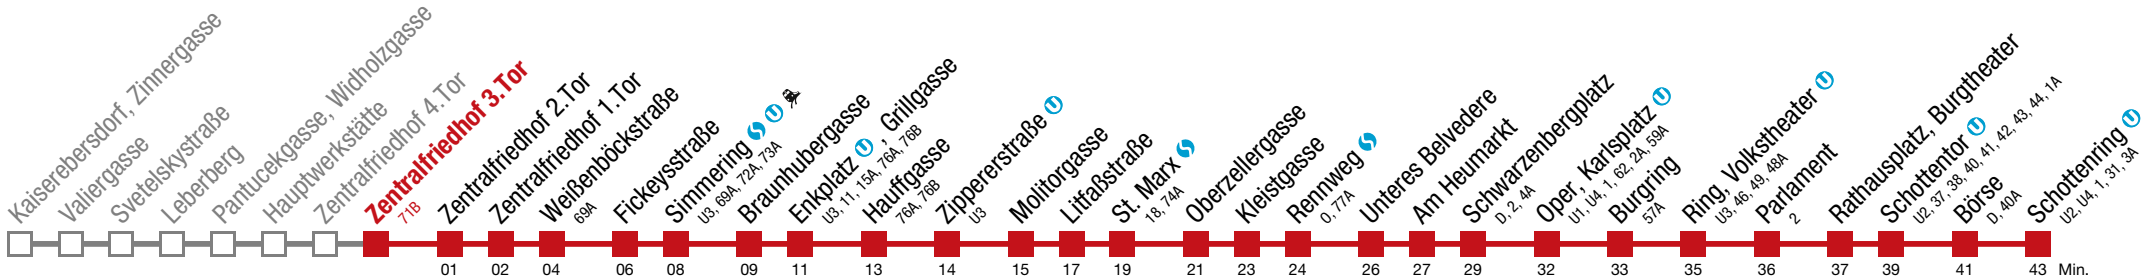 Kaiserebersdorf, Zinnergasse
Valiergasse
Svetelskystraße
Leberberg
Pantucekgasse, Widholzgasse
Hauptwerkstätte
Zentralfriedhof 4.Tor
Zentralfriedhof 3.Tor
71B
Zentralfriedhof 2.Tor
Zentralfriedhof 1.Tor
Weißenböckstraße
69A
Fickeysstraße
Simmering S U
U3, 69A, 72A, 73A
Braunhubergasse
Enkplatz U , Grillgasse
U3, 11, 15A, 76A, 76B
Hauffgasse
76A, 76B
Zippererstraße U
U3
Molitorgasse
Litfaßstraße
St. Marx S
18, 74A
Oberzellergasse
Kleistgasse
Rennweg S
O, 77A
Unteres Belvedere
Am Heumarkt
Schwarzenbergplatz
D, 2, 4A
Oper, Karlsplatz U
U1, U4, 1, 62, 2A, 59A
Burgring
57A
Ring, Volkstheater U
U3, 46, 49, 48A
Parlament
2
Rathausplatz, Burgtheater
Schottentor U
U2, 37, 38, 40, 41, 42, 43, 44, 1A
Börse
D, 40A
Schottenring U
U2, U4, 1, 31, 3A
01 02 04 06 08 09 11 13 14 15 17 19 21 23 24 26 27 29 32 33 35 36 37 39 41 43 Min.